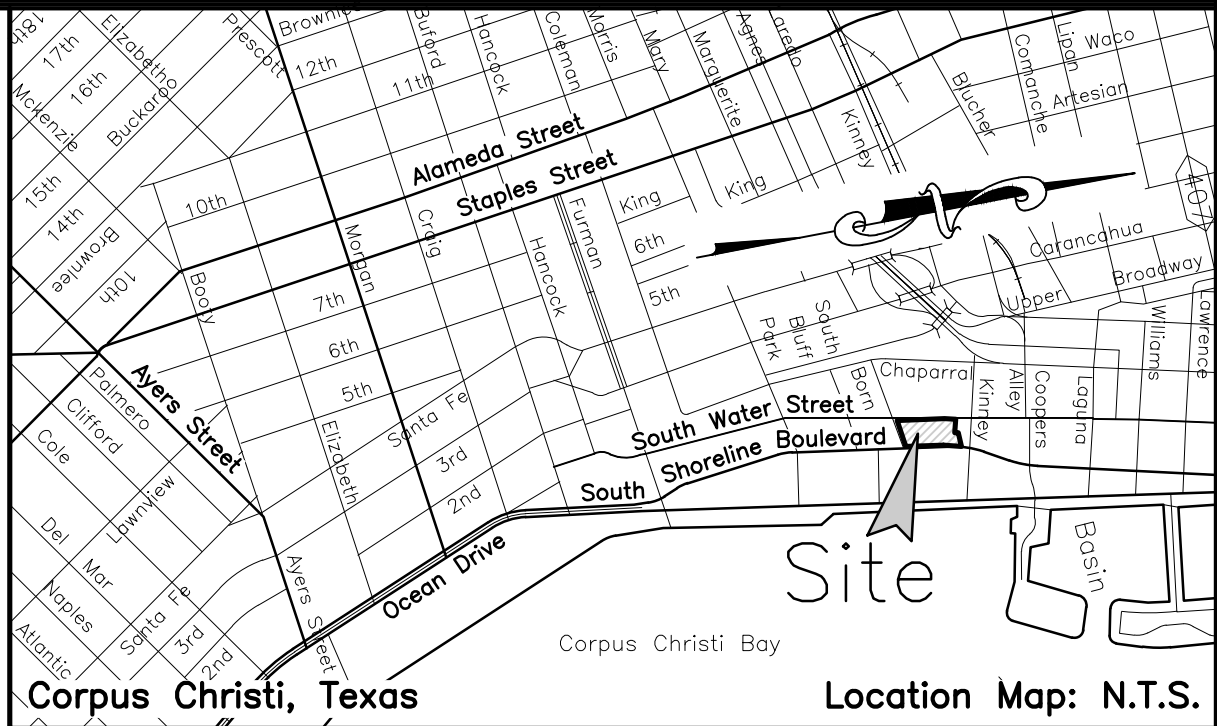 18th
17th
Elizabetho
Prescott
Brownl
Buford
Hancock
Coleman
Morris
Mary
Agnes
aredo
Lipan
Waco
16th
12th
11th
Marquerite
Comanche
Mckenzie
Buckaroo
Kinney
Blucher
Artesian
Alameda Street
15th
10th
Staples Street
King
King
407
14th
Craig
Furman
6th
Brownlee
Morgan
Hancock
Carancahua
10th
Booty
7th
5th
Upper
Broadway
6th
Park
Bluff
South
Williams
Lawrence
Ayers Street
Palmero
5th
Born
Chaparral
Kinney
Alley
Coopers
Laguna
Clifford
Santa Fe
South Water Street
Cole
Elizabeth
3rd
South Shoreline Boulevard
Lawnview
2nd
Del
Mar
Ayers Street
Ocean Drive
Basin
Site
Naples
Santa Fe
Atlantic
3rd
2nd
Corpus Christi Bay
Corpus Christi, Texas
Location Map: N.T.S.